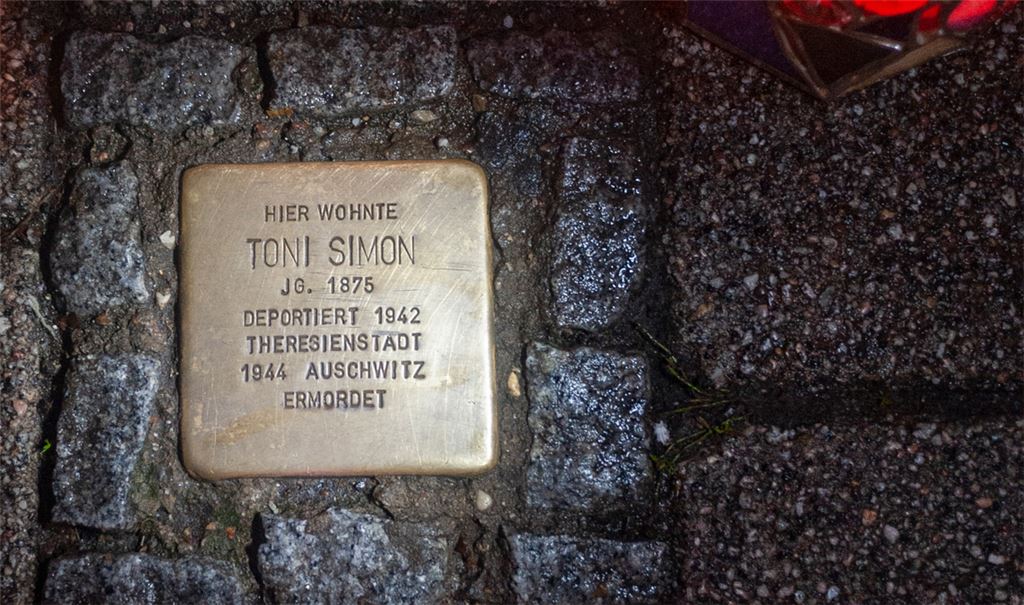 HIER WOHNTE
TONI SIMON
JG. 1875
DEPORTIERT 1942
THERESIENSTADT
1944 AUSCHWITZ
ERMORDET